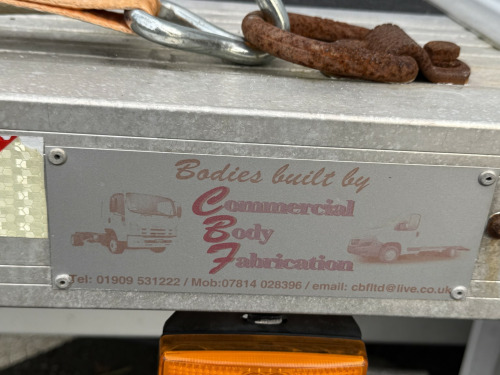 Bodies built by
Commercial
Body
Fabrication
Tel: 01909 531222 / Mob:07814 028396 / email: cbfltd@live.co.uk